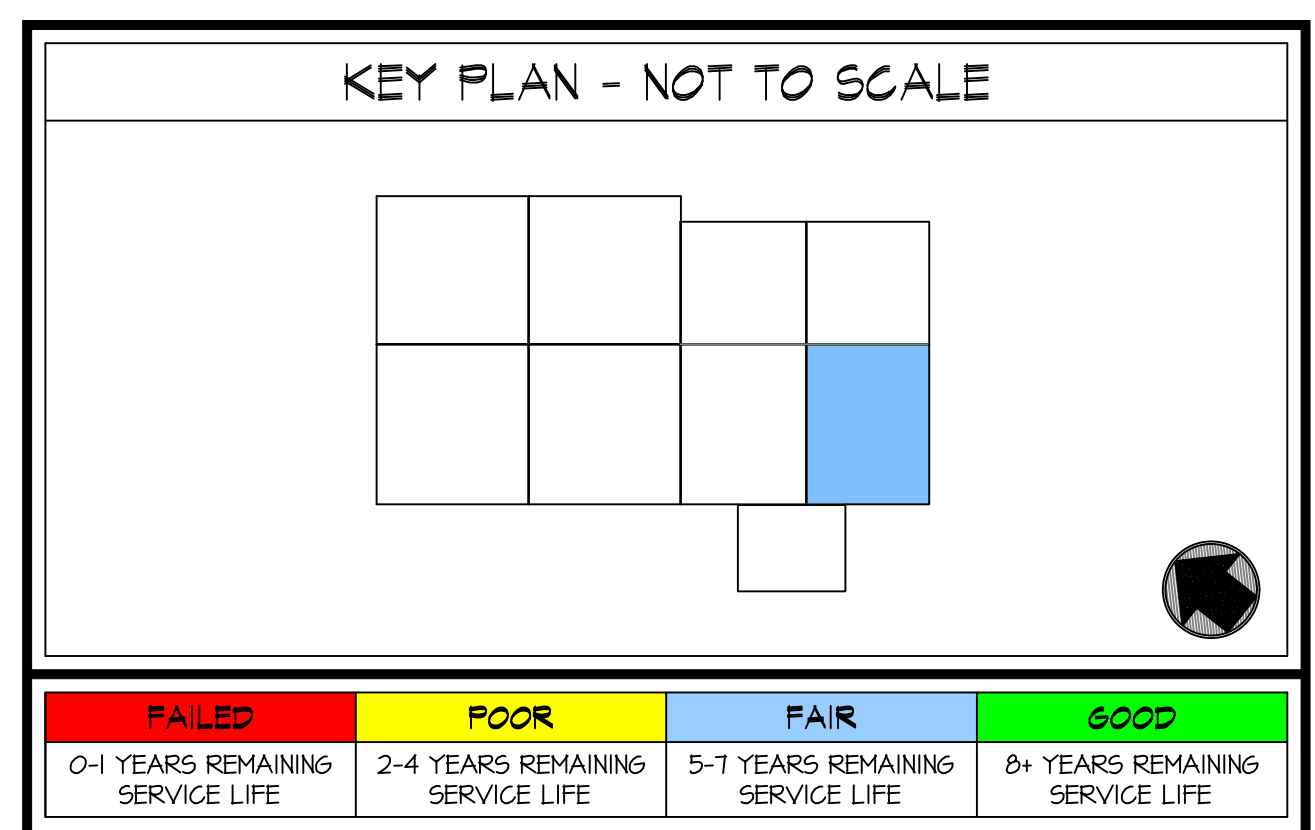 KEY PLAN - NOT TO SCALE
FAILED
POOR
FAIR
GOOD
0-1 YEARS REMAINING
SERVICE LIFE
2-4 YEARS REMAINING
SERVICE LIFE
5-7 YEARS REMAINING
SERVICE LIFE
8+ YEARS REMAINING
SERVICE LIFE